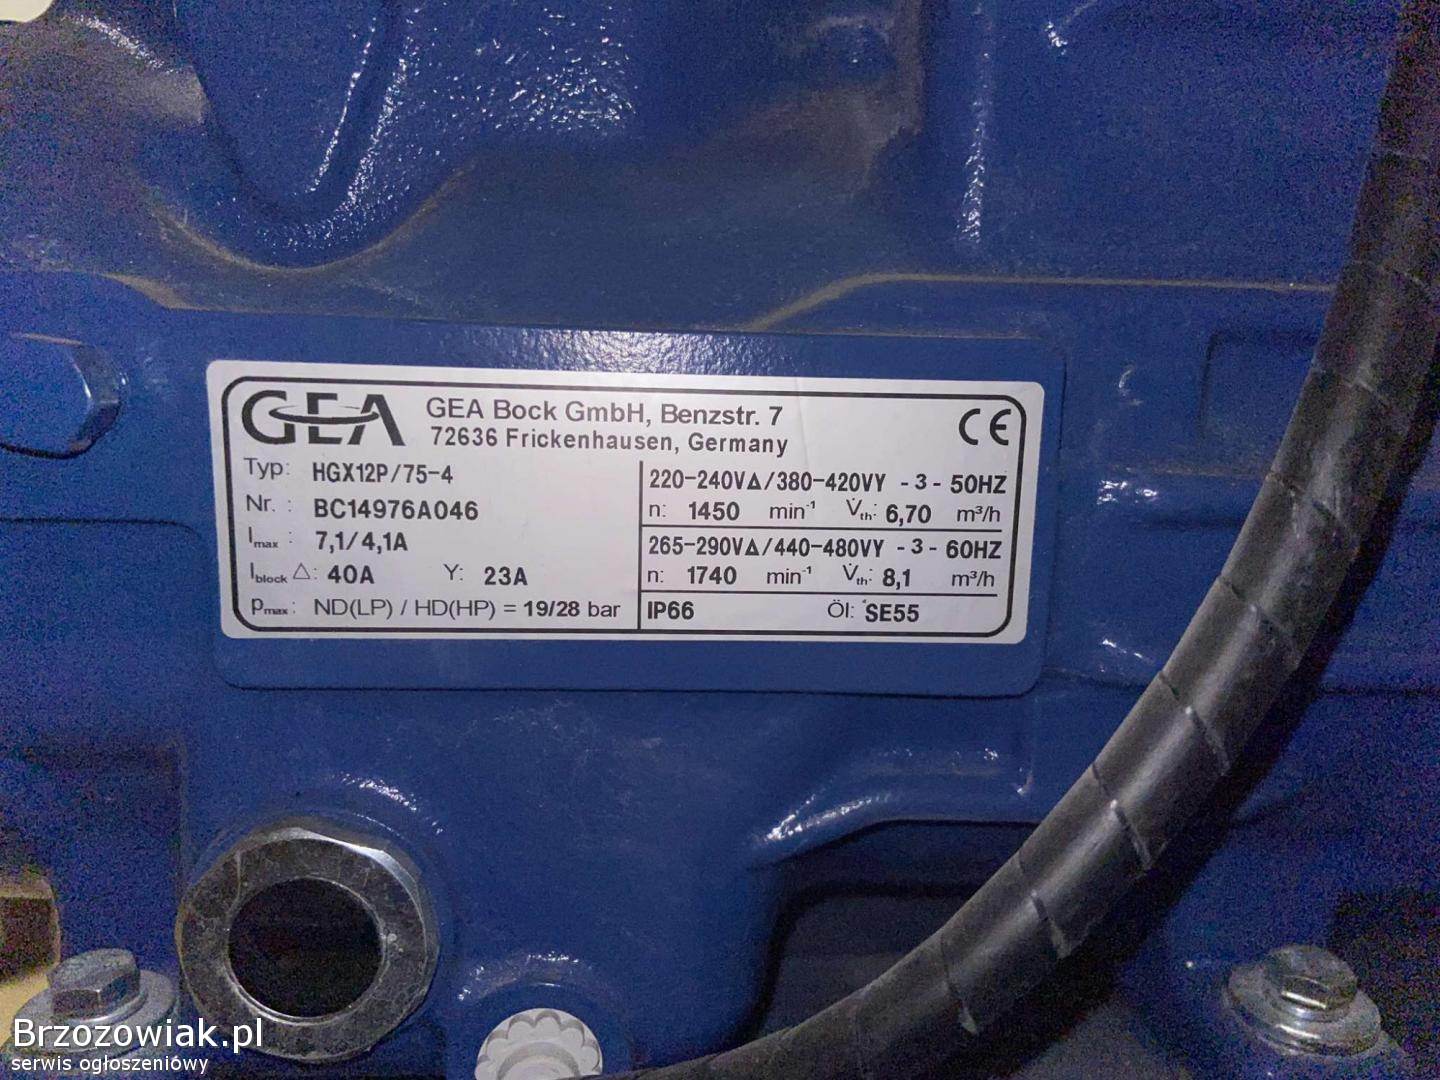 GEA
GEA Bock GmbH, Benzstr. 7
72636 Frickenhausen, Germany
CE
Typ: HGX12P/75-4
Nr. : BC14976A046
Imax : 7,1/4,1A
Iblock △: 40A Y: 23A
Pmax: ND(LP) / HD(HP) = 19/28 bar
220-240V∆/380-420VY -3- 50HZ
n: 1450 min⁻¹ V̇th: 6,70 m³/h
265-290V∆/440-480VY -3- 60HZ
n: 1740 min⁻¹ V̇th: 8,1 m³/h
IP66 Öl: SE55
Brzozowiak.pl
serwis ogłoszeniowy